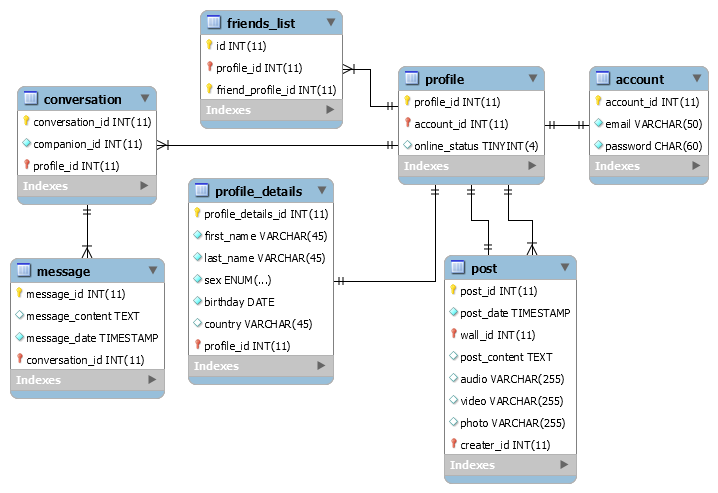 friends_list
id INT(11)
profile_id INT(11)
friend_profile_id INT(11)
Indexes
profile
profile_id INT(11)
account_id INT(11)
online_status TINYINT(4)
Indexes
account
account_id INT(11)
email VARCHAR(50)
password CHAR(60)
Indexes
conversation
conversation_id INT(11)
companion_id INT(11)
profile_id INT(11)
Indexes
profile_details
profile_details_id INT(11)
first_name VARCHAR(45)
last_name VARCHAR(45)
sex ENUM(...)
birthday DATE
country VARCHAR(45)
profile_id INT(11)
Indexes
message
message_id INT(11)
message_content TEXT
message_date TIMESTAMP
conversation_id INT(11)
Indexes
post
post_id INT(11)
post_date TIMESTAMP
wall_id INT(11)
post_content TEXT
audio VARCHAR(255)
video VARCHAR(255)
photo VARCHAR(255)
creater_id INT(11)
Indexes